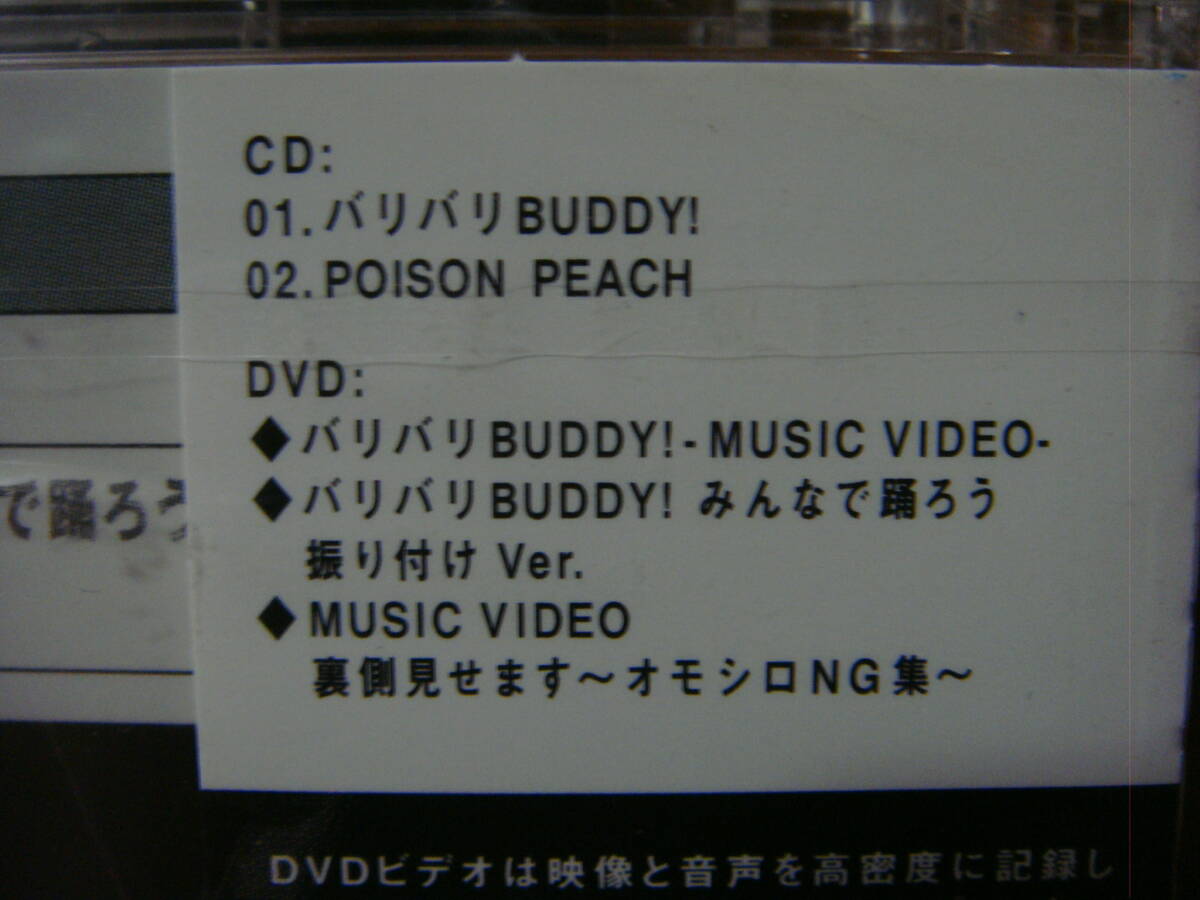 CD:
01.バリバリBUDDY!
02.POISON PEACH
DVD:
◆バリバリBUDDY!-MUSIC VIDEO-
◆バリバリBUDDY! みんなで踊ろう
振り付け Ver.
◆MUSIC VIDEO
裏側見せます〜オモシロNG集〜
で踊ろう
DVDビデオは映像と音声を高密度に記録し